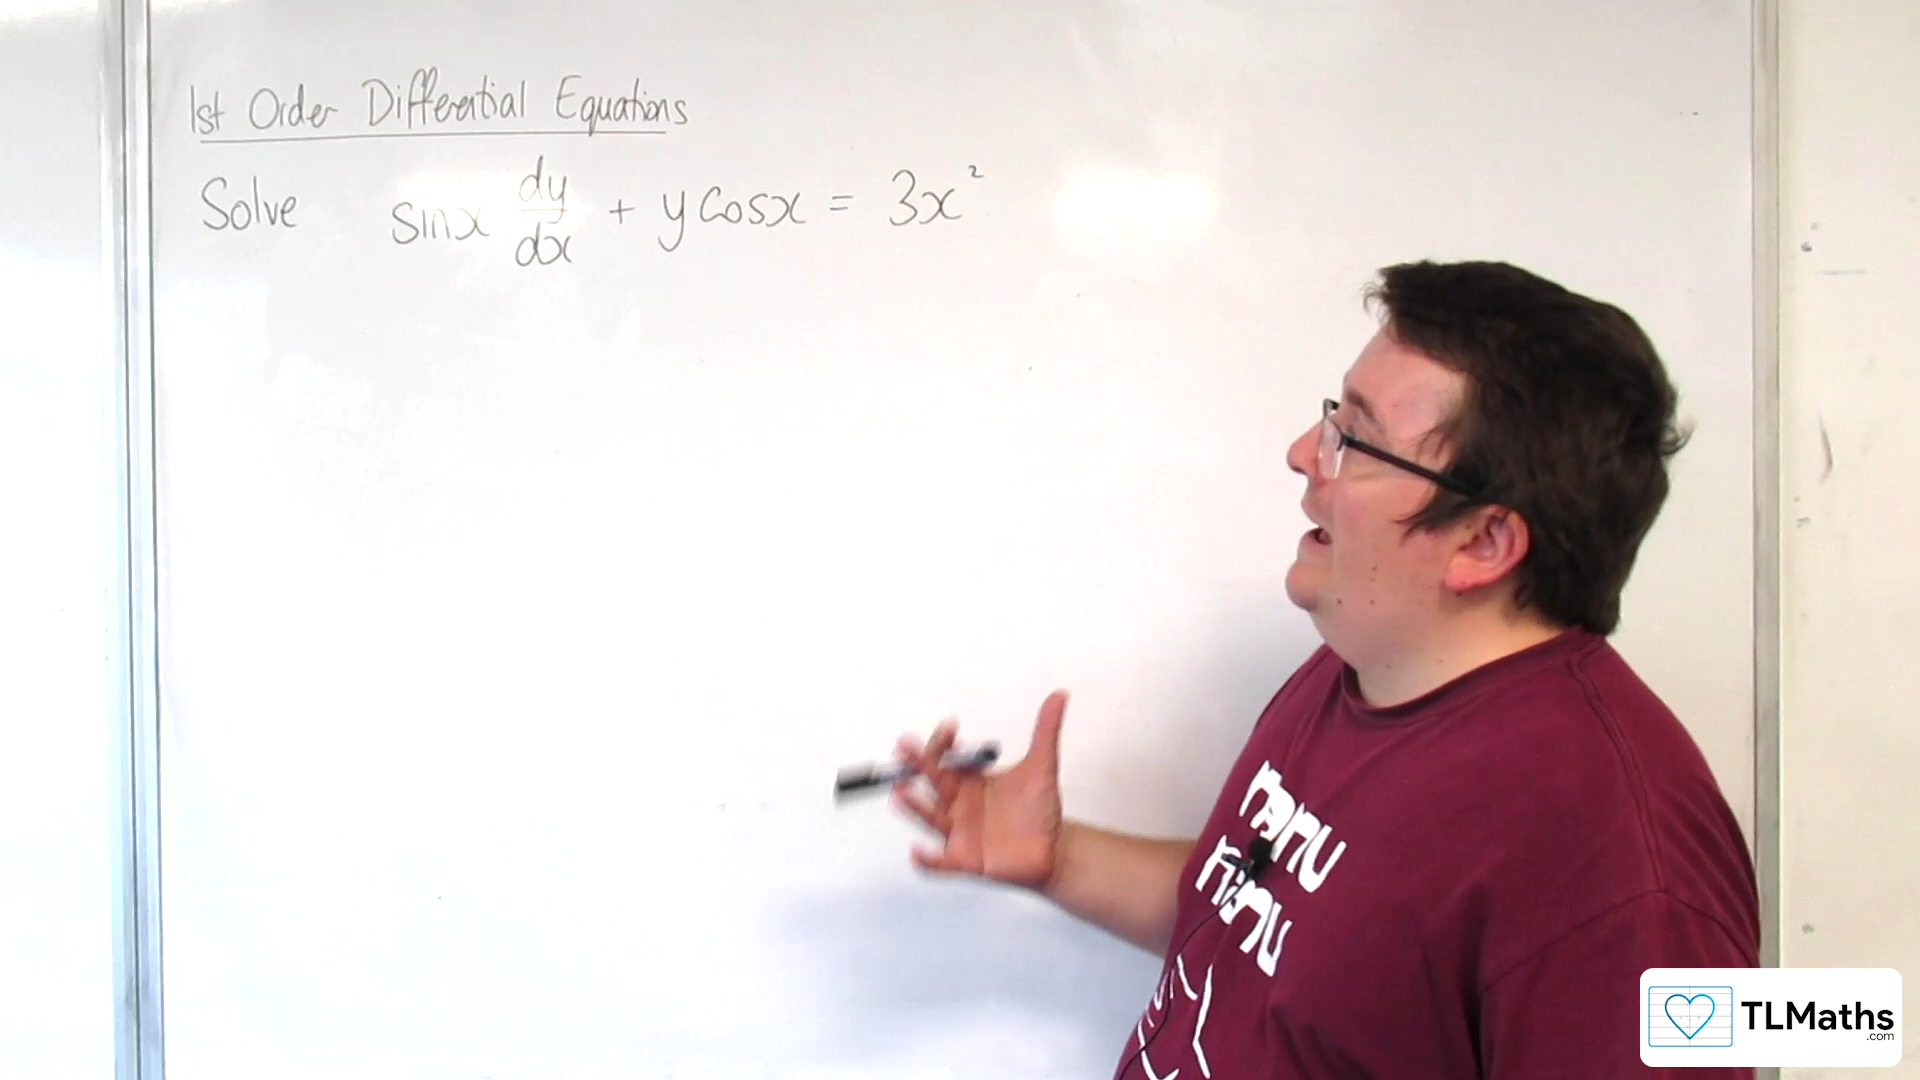 1st Order Differential Equations
Solve sinx dy/dx + y cosx = 3x²
TLMaths
.com